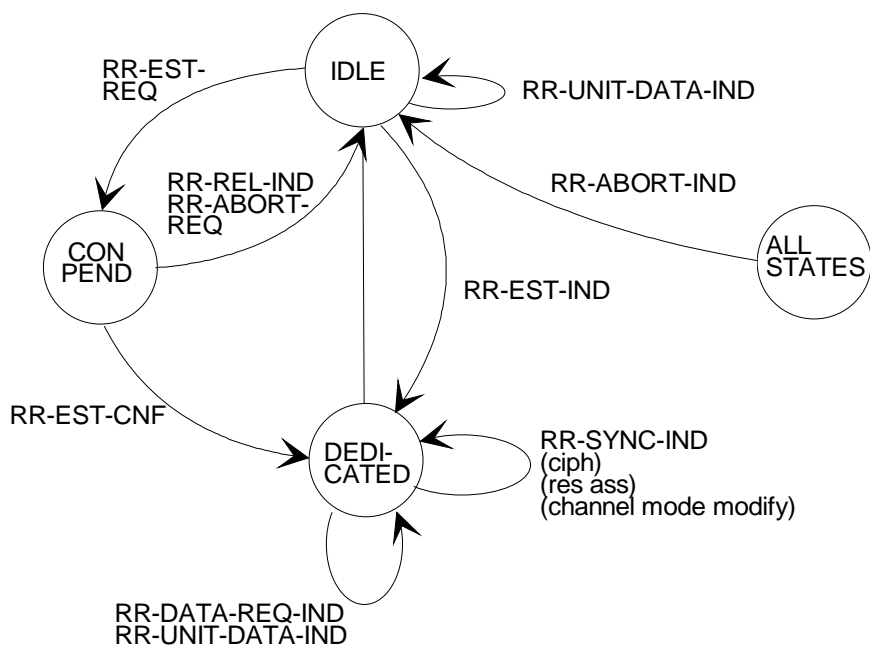 RR-EST-
REQ
IDLE
RR-UNIT-DATA-IND
RR-REL-IND
RR-ABORT-
REQ
RR-ABORT-IND
CON
PEND
ALL
STATES
RR-EST-IND
RR-EST-CNF
DEDI-
CATED
RR-SYNC-IND
(ciph)
(res ass)
(channel mode modify)
RR-DATA-REQ-IND
RR-UNIT-DATA-IND